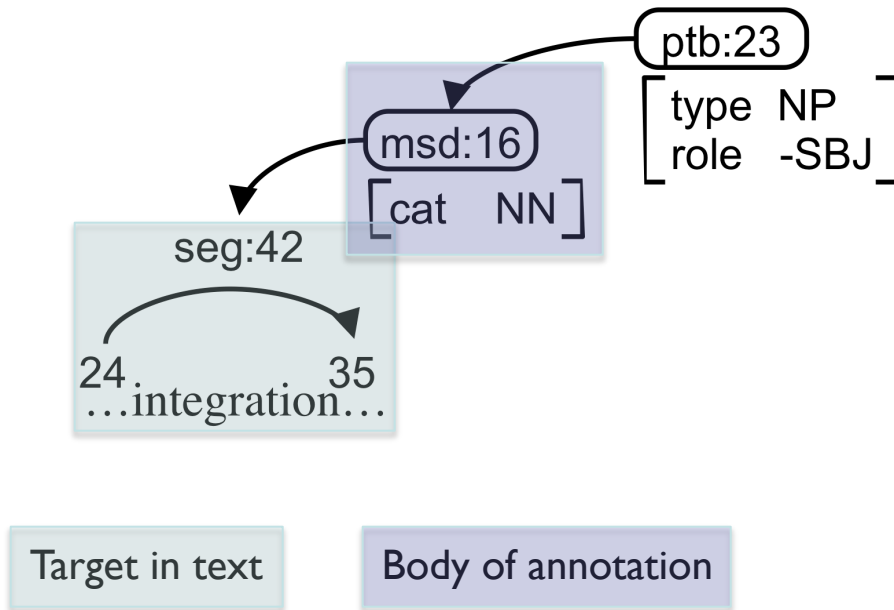 ptb:23
type NP
role -SBJ
msd:16
cat NN
seg:42
24 35
…integration…
Target in text
Body of annotation